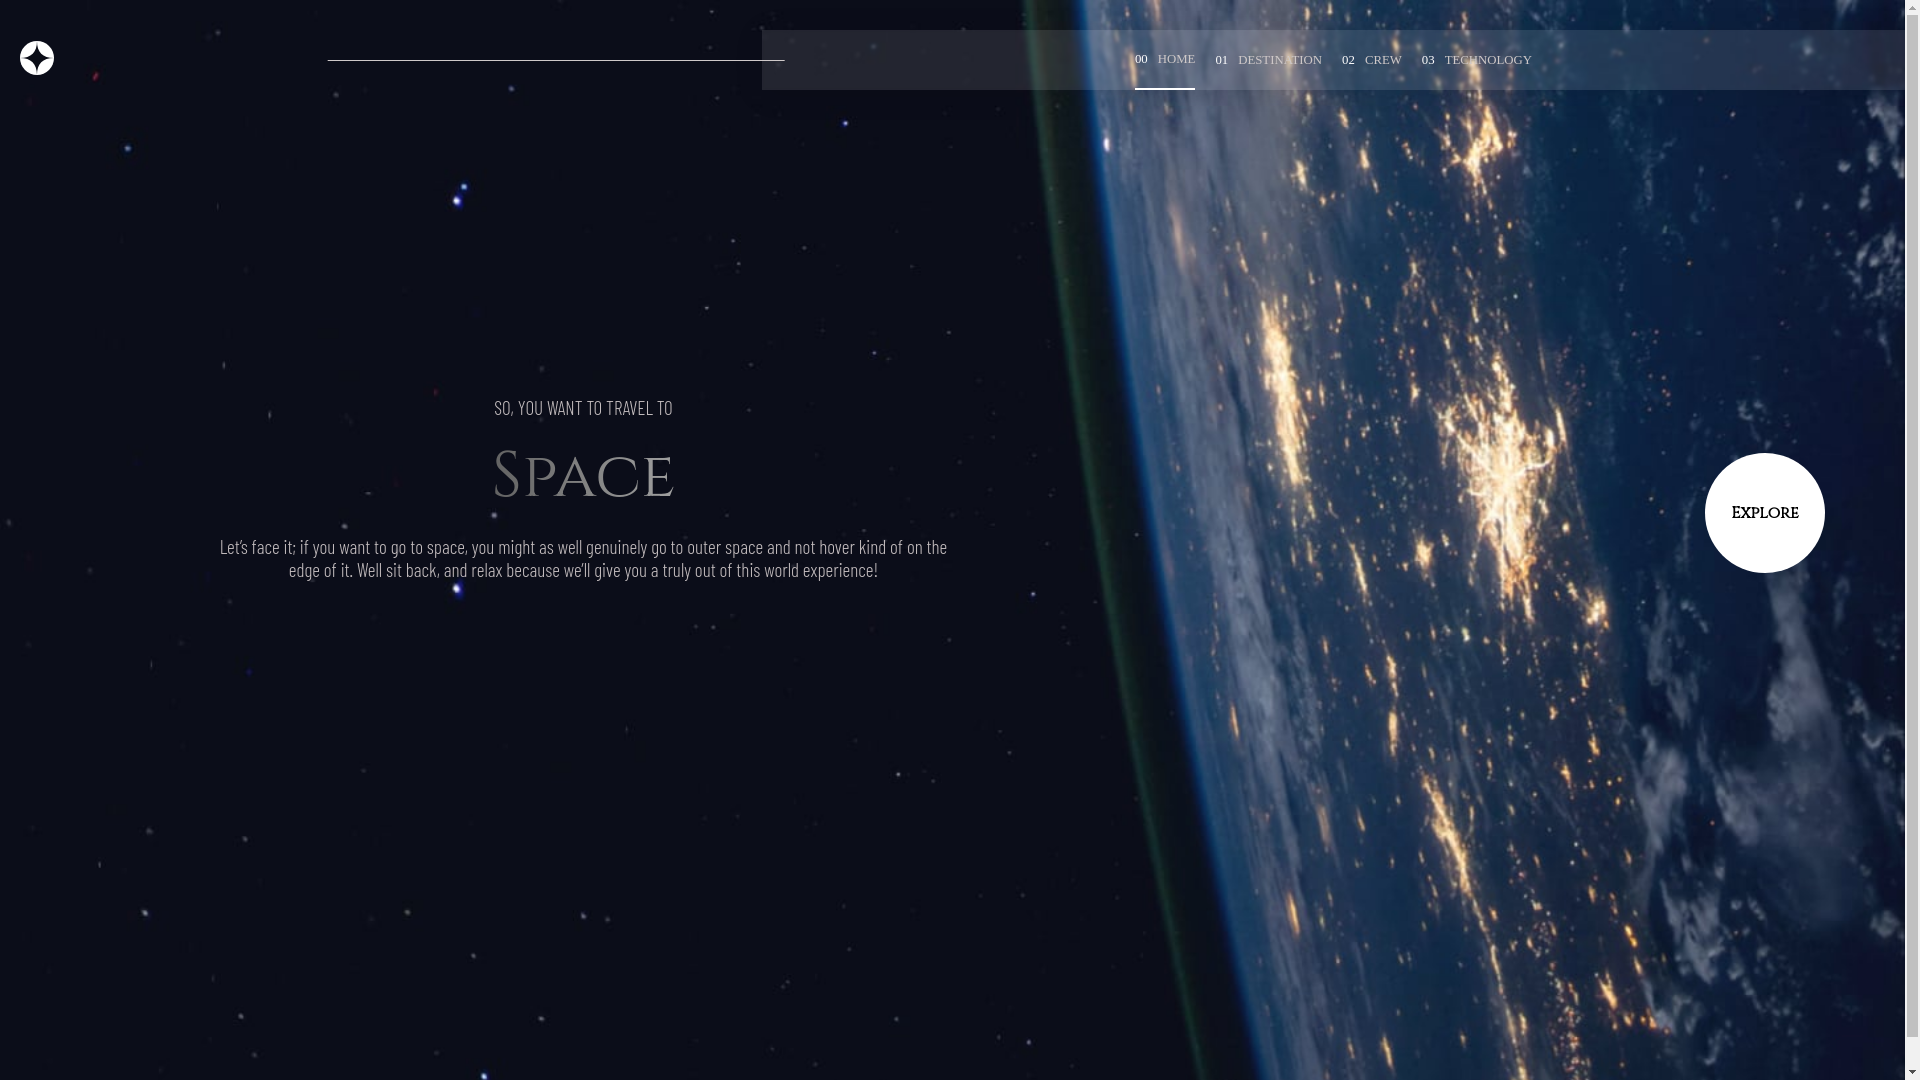 00 HOME 01 DESTINATION 02 CREW 03 TECHNOLOGY
SO, YOU WANT TO TRAVEL TO
SPACE
Let’s face it; if you want to go to space, you might as well genuinely go to outer space and not hover kind of on the
edge of it. Well sit back, and relax because we’ll give you a truly out of this world experience!
EXPLORE